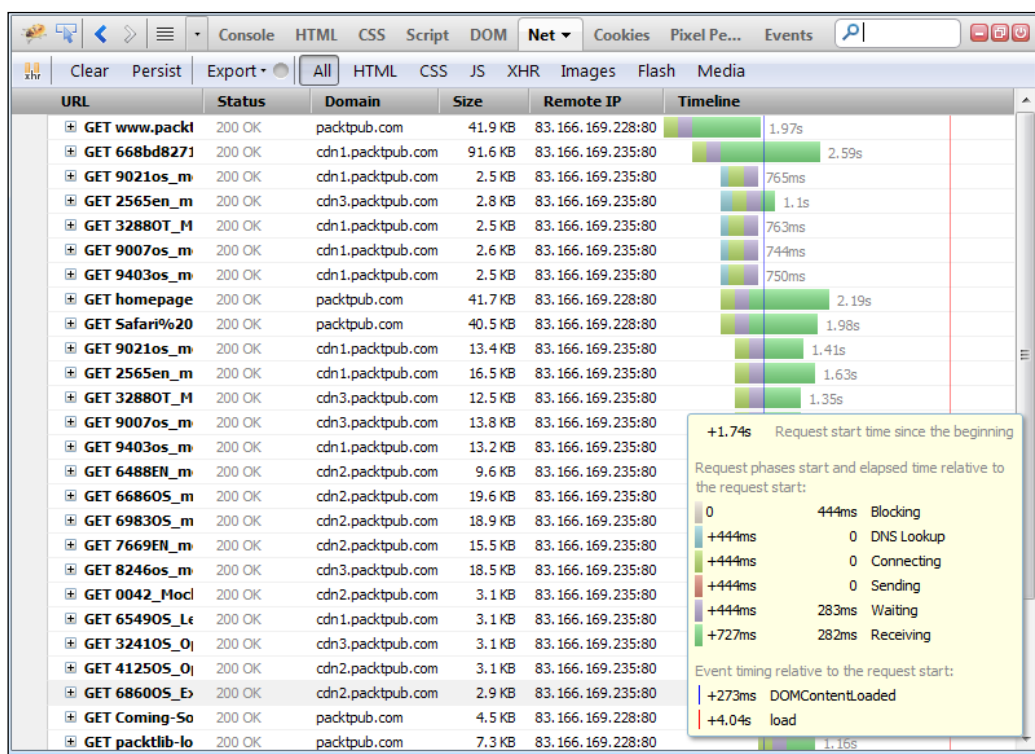 Console HTML CSS Script DOM Net Cookies Pixel Pe... Events
xhr Clear Persist Export All HTML CSS JS XHR Images Flash Media
URL Status Domain Size Remote IP Timeline
GET www.packt 200 OK packtpub.com 41.9 KB 83.166.169.228:80 1.97s
GET 668bd8271 200 OK cdn1.packtpub.com 91.6 KB 83.166.169.235:80 2.59s
GET 9021os_m 200 OK cdn1.packtpub.com 2.5 KB 83.166.169.235:80 765ms
GET 2565en_m 200 OK cdn3.packtpub.com 2.8 KB 83.166.169.235:80 1.1s
GET 3288OT_M 200 OK cdn1.packtpub.com 2.5 KB 83.166.169.235:80 763ms
GET 9007os_m 200 OK cdn1.packtpub.com 2.6 KB 83.166.169.235:80 744ms
GET 9403os_m 200 OK cdn1.packtpub.com 2.5 KB 83.166.169.235:80 750ms
GET homepage 200 OK packtpub.com 41.7 KB 83.166.169.228:80 2.19s
GET Safari%20 200 OK packtpub.com 40.5 KB 83.166.169.228:80 1.98s
GET 9021os_m 200 OK cdn1.packtpub.com 13.4 KB 83.166.169.235:80 1.41s
GET 2565en_m 200 OK cdn1.packtpub.com 16.5 KB 83.166.169.235:80 1.63s
GET 3288OT_M 200 OK cdn3.packtpub.com 12.5 KB 83.166.169.235:80 1.35s
GET 9007os_m 200 OK cdn3.packtpub.com 13.8 KB 83.166.169.235:80
GET 9403os_m 200 OK cdn1.packtpub.com 13.2 KB 83.166.169.235:80
GET 6488EN_m 200 OK cdn2.packtpub.com 9.6 KB 83.166.169.235:80
GET 6686OS_m 200 OK cdn2.packtpub.com 19.6 KB 83.166.169.235:80
GET 6983OS_m 200 OK cdn2.packtpub.com 18.9 KB 83.166.169.235:80
GET 7669EN_m 200 OK cdn2.packtpub.com 15.5 KB 83.166.169.235:80
GET 8246os_m 200 OK cdn3.packtpub.com 18.5 KB 83.166.169.235:80
GET 0042_Mocl 200 OK cdn2.packtpub.com 3.1 KB 83.166.169.235:80
GET 6549OS_Le 200 OK cdn1.packtpub.com 3.1 KB 83.166.169.235:80
GET 3241OS_O 200 OK cdn3.packtpub.com 3.1 KB 83.166.169.235:80
GET 4125OS_O 200 OK cdn2.packtpub.com 3.1 KB 83.166.169.235:80
GET 6860OS_Ex 200 OK cdn2.packtpub.com 2.9 KB 83.166.169.235:80
GET Coming-So 200 OK packtpub.com 4.5 KB 83.166.169.228:80
GET packtlib-lo 200 OK packtpub.com 7.3 KB 83.166.169.228:80 1.16s
+1.74s Request start time since the beginning
Request phases start and elapsed time relative to
the request start:
0 444ms Blocking
+444ms 0 DNS Lookup
+444ms 0 Connecting
+444ms 0 Sending
+444ms 283ms Waiting
+727ms 282ms Receiving
Event timing relative to the request start:
+273ms DOMContentLoaded
+4.04s load